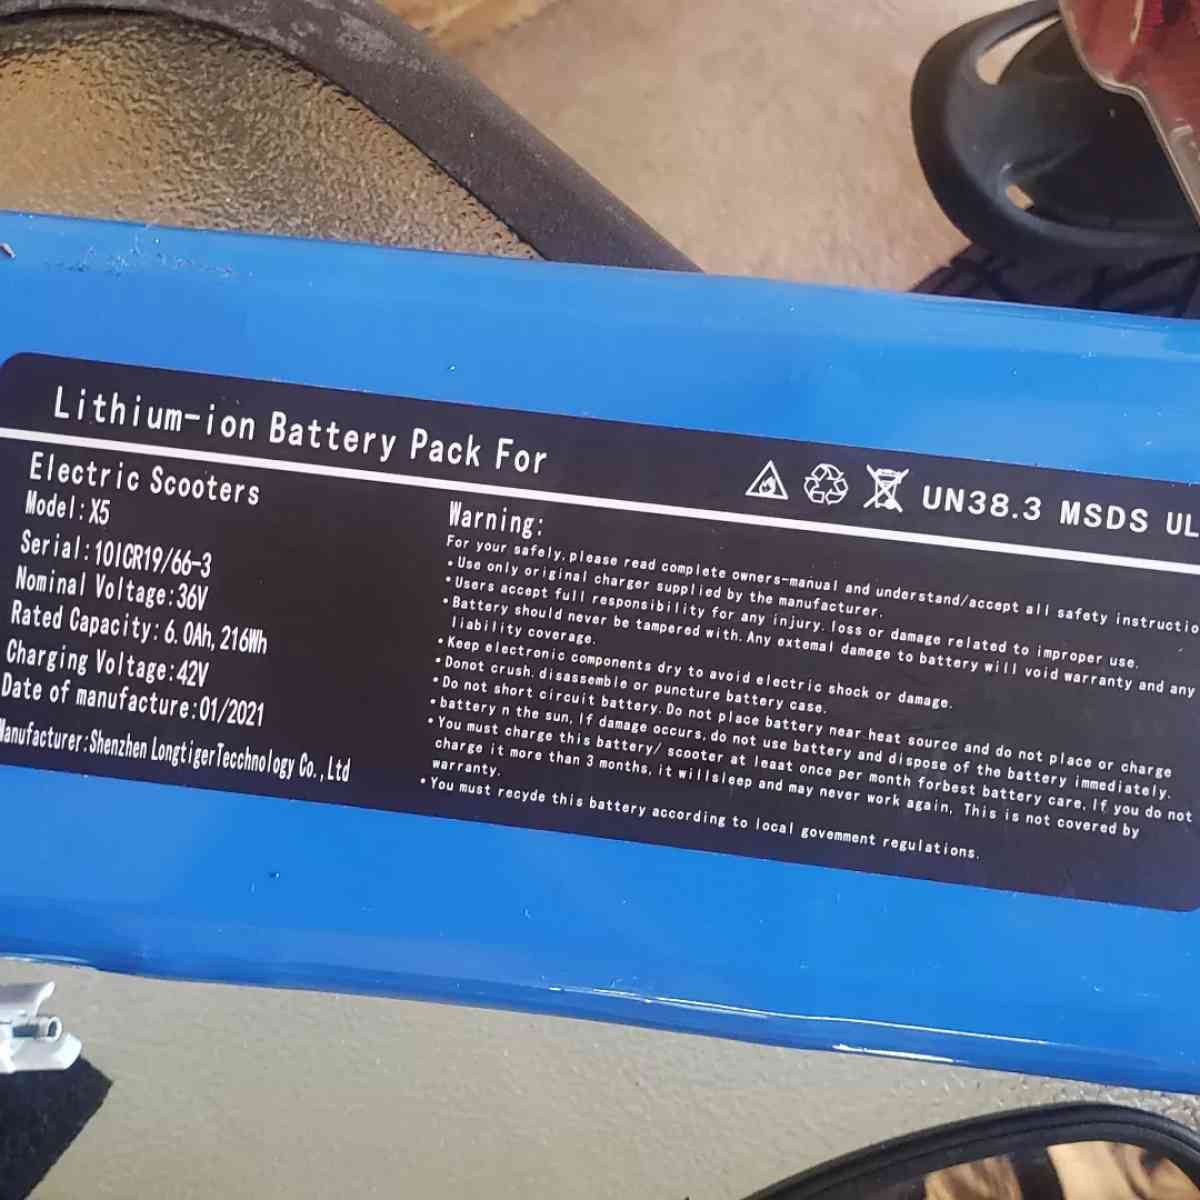 Lithium-ion Battery Pack For
UN38.3 MSDS UL
Electric Scooters
Model:X5
Serial:10ICR19/66-3
Nominal Voltage:36V
Rated Capacity:6.0Ah,216Wh
Charging Voltage:42V
Date of manufacture:01/2021
Manufacturer:Shenzhen LongtigerTecchnology Co.,Ltd
Warning:
For your safely,please read complete owners-manual and understand/accept all safety instructio
•Use only original charger supplied by the manufacturer.
•Users accept full responsibility for any injury, loss or damage related to improper use.
•Battery should never be tampered with. Any extemal damege to battery will void warranty and any
liability coverage.
•Keep electronic components dry to avoid electric shock or damage.
•Donot crush, disassemble or puncture battery case.
•Do not short circuit battery. Do not place battery near heat source and do not place or charge
•battery n the sun, If damage occurs, do not use battery and dispose of the battery immediately.
•You must charge this battery/ scooter at leaat once per month forbest battery care, If you do not
charge it more than 3 months, it willsleep and may never work again, This is not covered by
warranty.
•You must recyde this battery according to local govemment regulations.